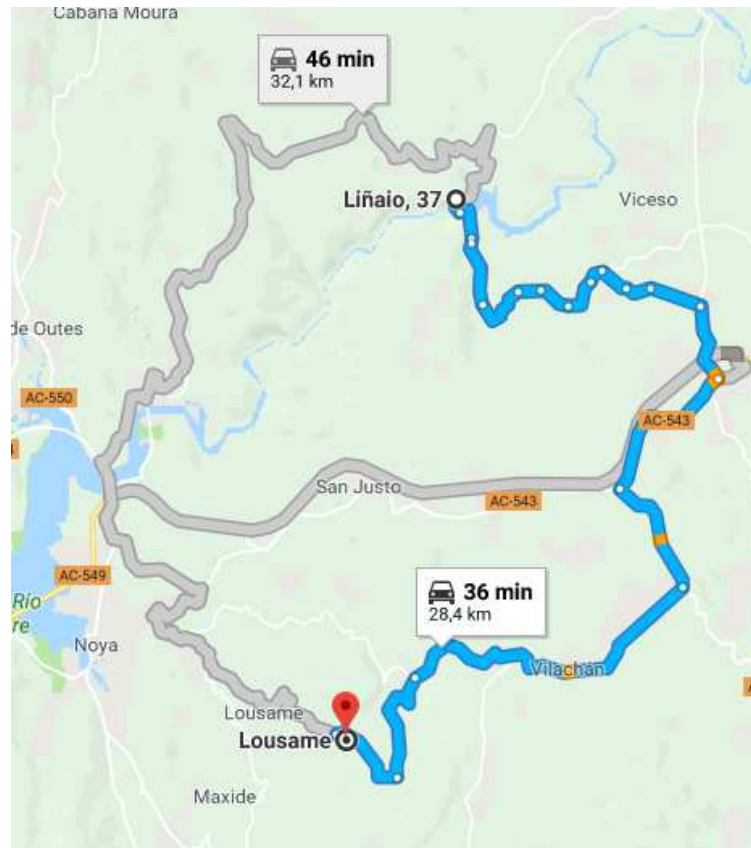 Cabana Moura
46 min
32,1 km
Liñaio, 37
Viceso
de Outes
AC-550
AC-543
San Justo
AC-543
AC-549
36 min
28,4 km
Río
re
Noya
Vilachán
Lousame
Lousame
Maxide